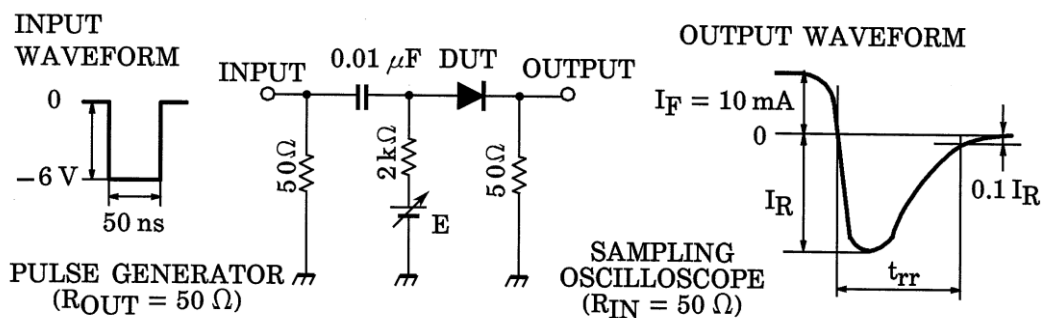 INPUT
WAVEFORM
0
−6 V
50 ns
PULSE GENERATOR
(ROUT = 50 Ω)
INPUT
0.01 μF
DUT
OUTPUT
50Ω
2kΩ
E
50Ω
SAMPLING
OSCILLOSCOPE
(RIN = 50 Ω)
OUTPUT WAVEFORM
IF = 10 mA
0
IR
0.1 IR
trr